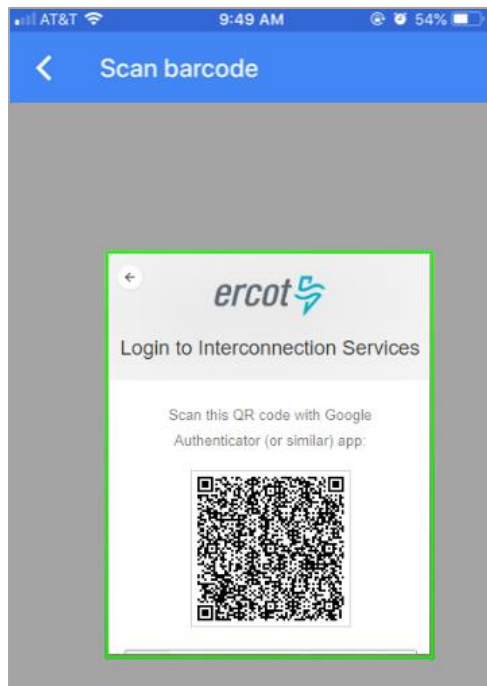 AT&T 9:49 AM 54%
Scan barcode
ercot
Login to Interconnection Services
Scan this QR code with Google
Authenticator (or similar) app: